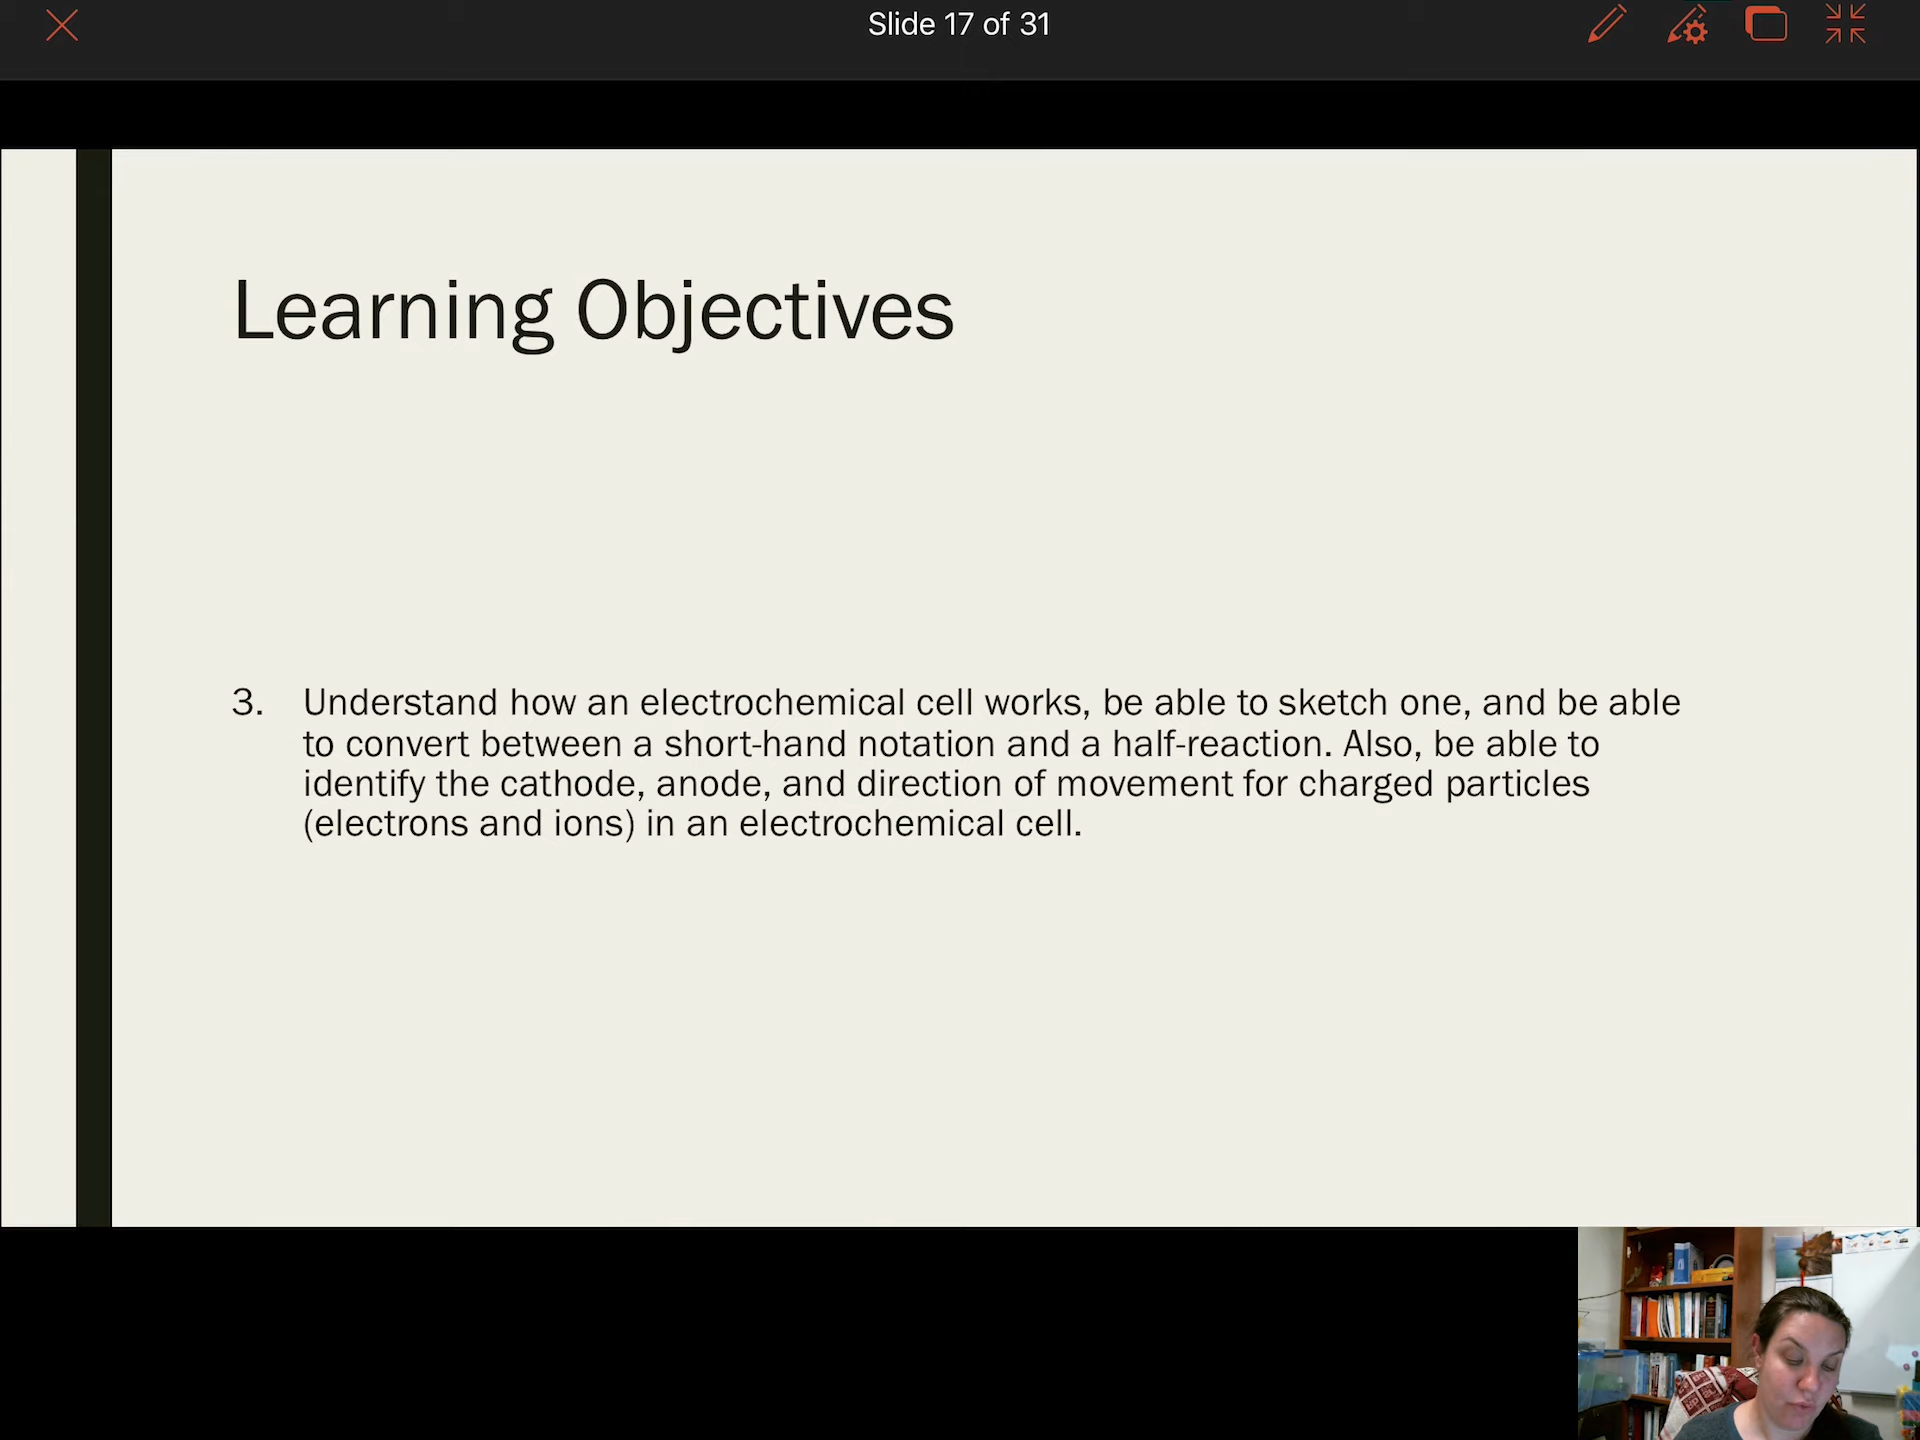 Slide 17 of 31
Learning Objectives
3. Understand how an electrochemical cell works, be able to sketch one, and be able
to convert between a short-hand notation and a half-reaction. Also, be able to
identify the cathode, anode, and direction of movement for charged particles
(electrons and ions) in an electrochemical cell.